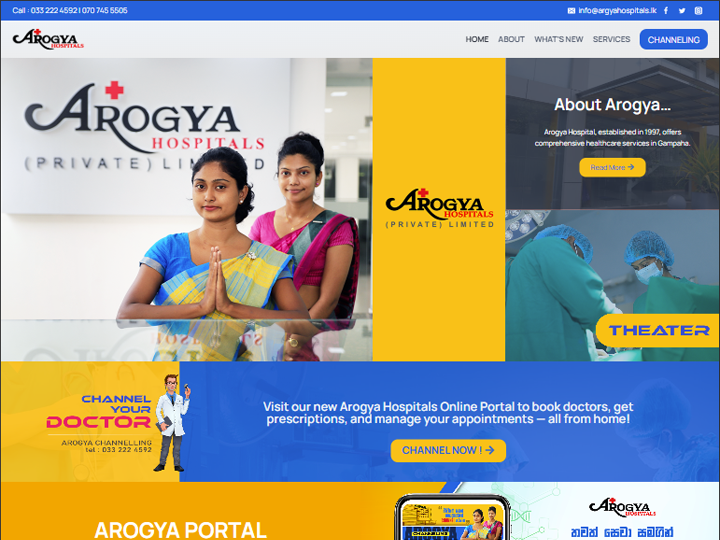 Call : 033 222 4592 | 070 745 5505
info@argyahospitals.lk
AROGYA
HOSPITALS
HOME ABOUT WHAT'S NEW SERVICES CHANNELING
AROGYA
HOSPITALS
(PRIVATE) LIMITED
AROGYA
HOSPITALS
(PRIVATE) LIMITED
About Arogya...
Arogya Hospital, established in 1997, offers
comprehensive healthcare services in Gampaha.
Read More →
THEATER
CHANNEL
YOUR
DOCTOR
AROGYA CHANNELLING
tel : 033 222 4592
Visit our new Arogya Hospitals Online Portal to book doctors, get
prescriptions, and manage your appointments — all from home!
CHANNEL NOW ! →
AROGYA PORTAL
AROGYA
HOSPITALS
තවත් සෙවා සමගින්